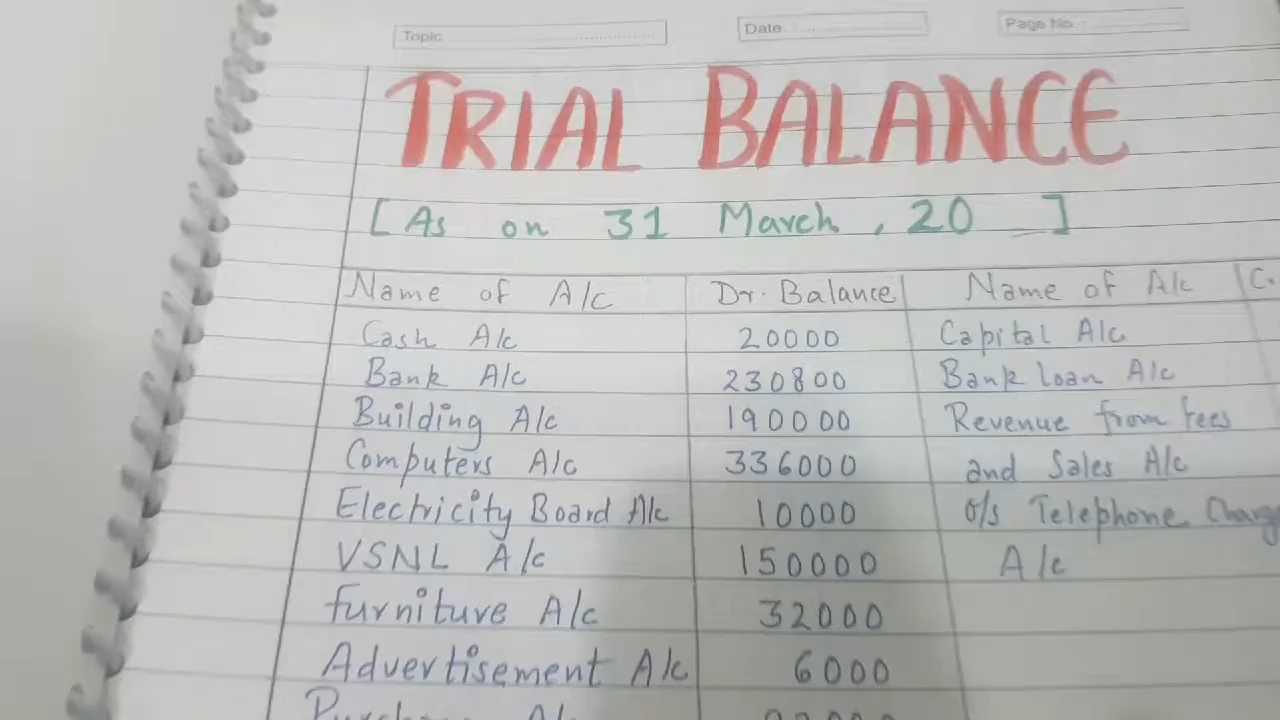 Topic
Date
Page No
TRIAL BALANCE
[As on 31 March, 20 __]
Name of A/c Dr. Balance Name of A/c C.
Cash A/c 20000 Capital A/c
Bank A/c 230800 Bank loan A/c
Building A/c 190000 Revenue from fees
Computers A/c 336000 and Sales A/c
Electricity Board A/c 10000 o/s Telephone Charg
VSNL A/c 150000 A/c
furniture A/c 32000
Advertisement A/c 6000